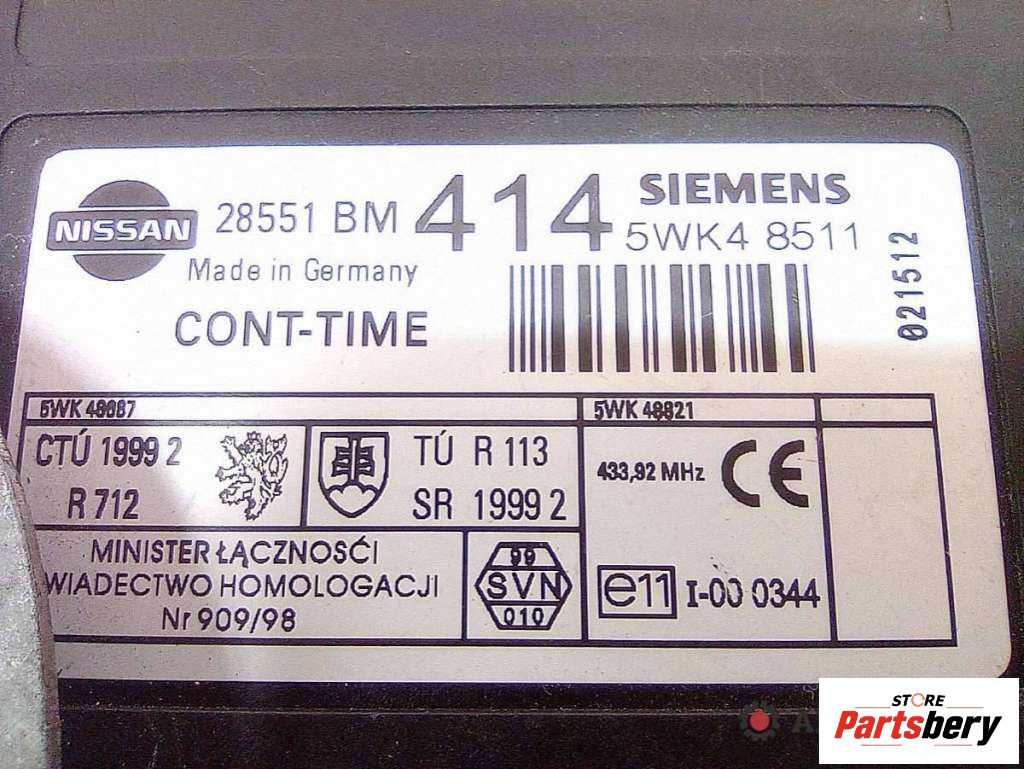 NISSAN
28551 BM 414
SIEMENS
5WK4 8511
Made in Germany
CONT-TIME
021512
5WK 48687
5WK 48821
CTÚ 1999 2
R 712
TÚ R 113
SR 1999 2
433,92 MHz
CE
MINISTER ŁĄCZNOŚĆI
WIADECTWO HOMOLOGACJI
Nr 909/98
99
SVN
010
e11 I-00 0344
STORE
Partsbery